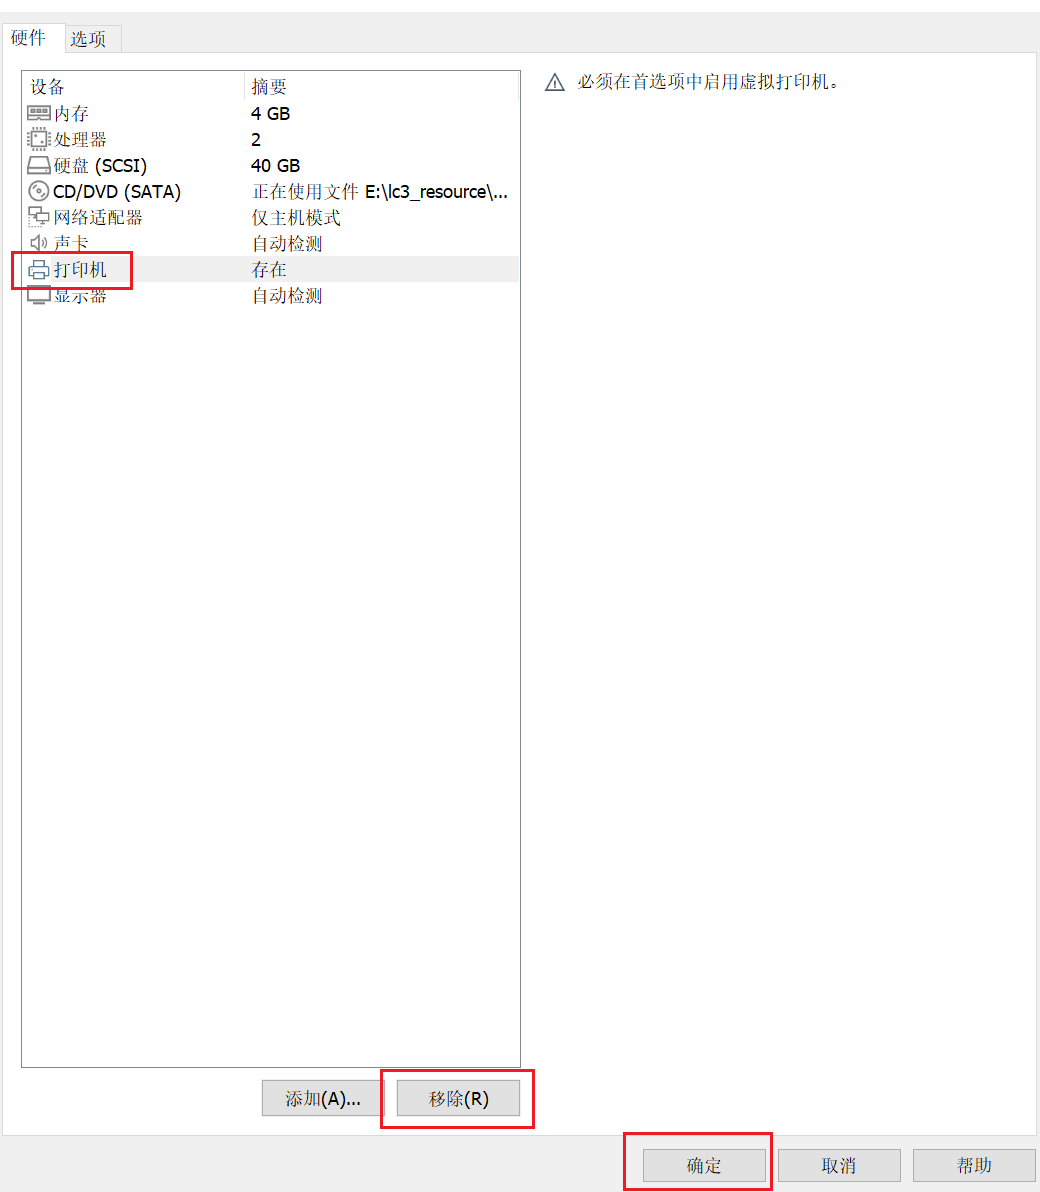 硬件 选项
设备 摘要
内存 4 GB
处理器 2
硬盘 (SCSI) 40 GB
CD/DVD (SATA) 正在使用文件 E:\lc3_resource\...
网络适配器 仅主机模式
声卡 自动检测
打印机 存在
显示器 自动检测
必须在首选项中启用虚拟打印机。
添加(A)... 移除(R)
确定 取消 帮助